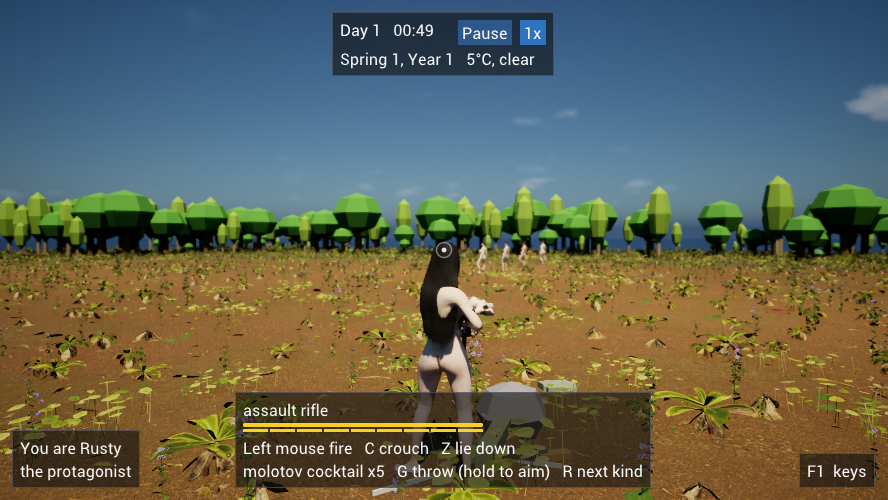 Day 1 00:49 Pause 1x
Spring 1, Year 1 5°C, clear
assault rifle
Left mouse fire C crouch Z lie down
molotov cocktail x5 G throw (hold to aim) R next kind
You are Rusty
the protagonist
F1 keys